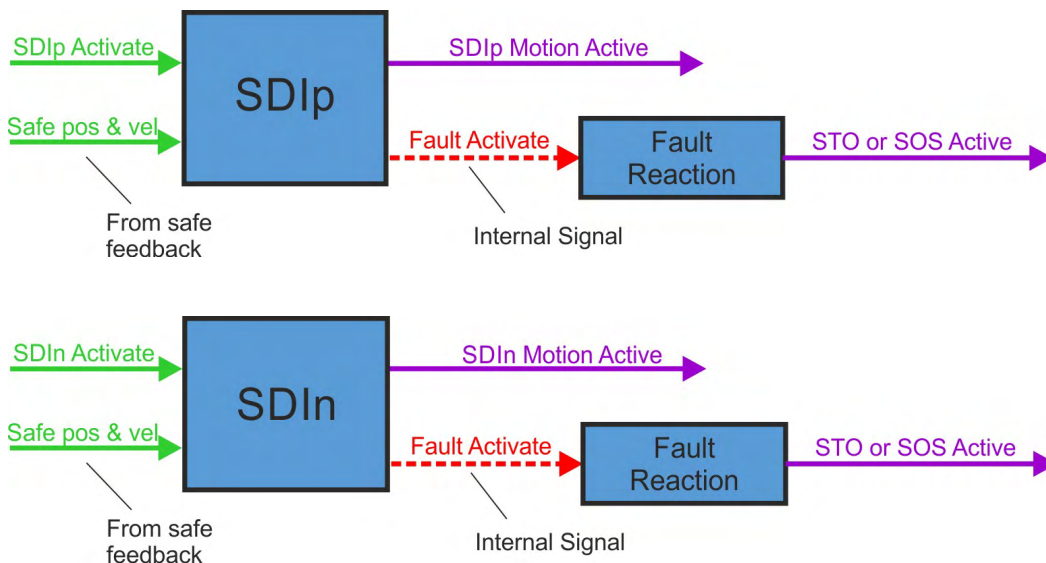 SDIp Activate
SDIp Motion Active
SDIp
Safe pos & vel
Fault Activate
Fault
Reaction
STO or SOS Active
From safe
feedback
Internal Signal
SDIn Activate
SDIn Motion Active
SDIn
Safe pos & vel
Fault Activate
Fault
Reaction
STO or SOS Active
From safe
feedback
Internal Signal